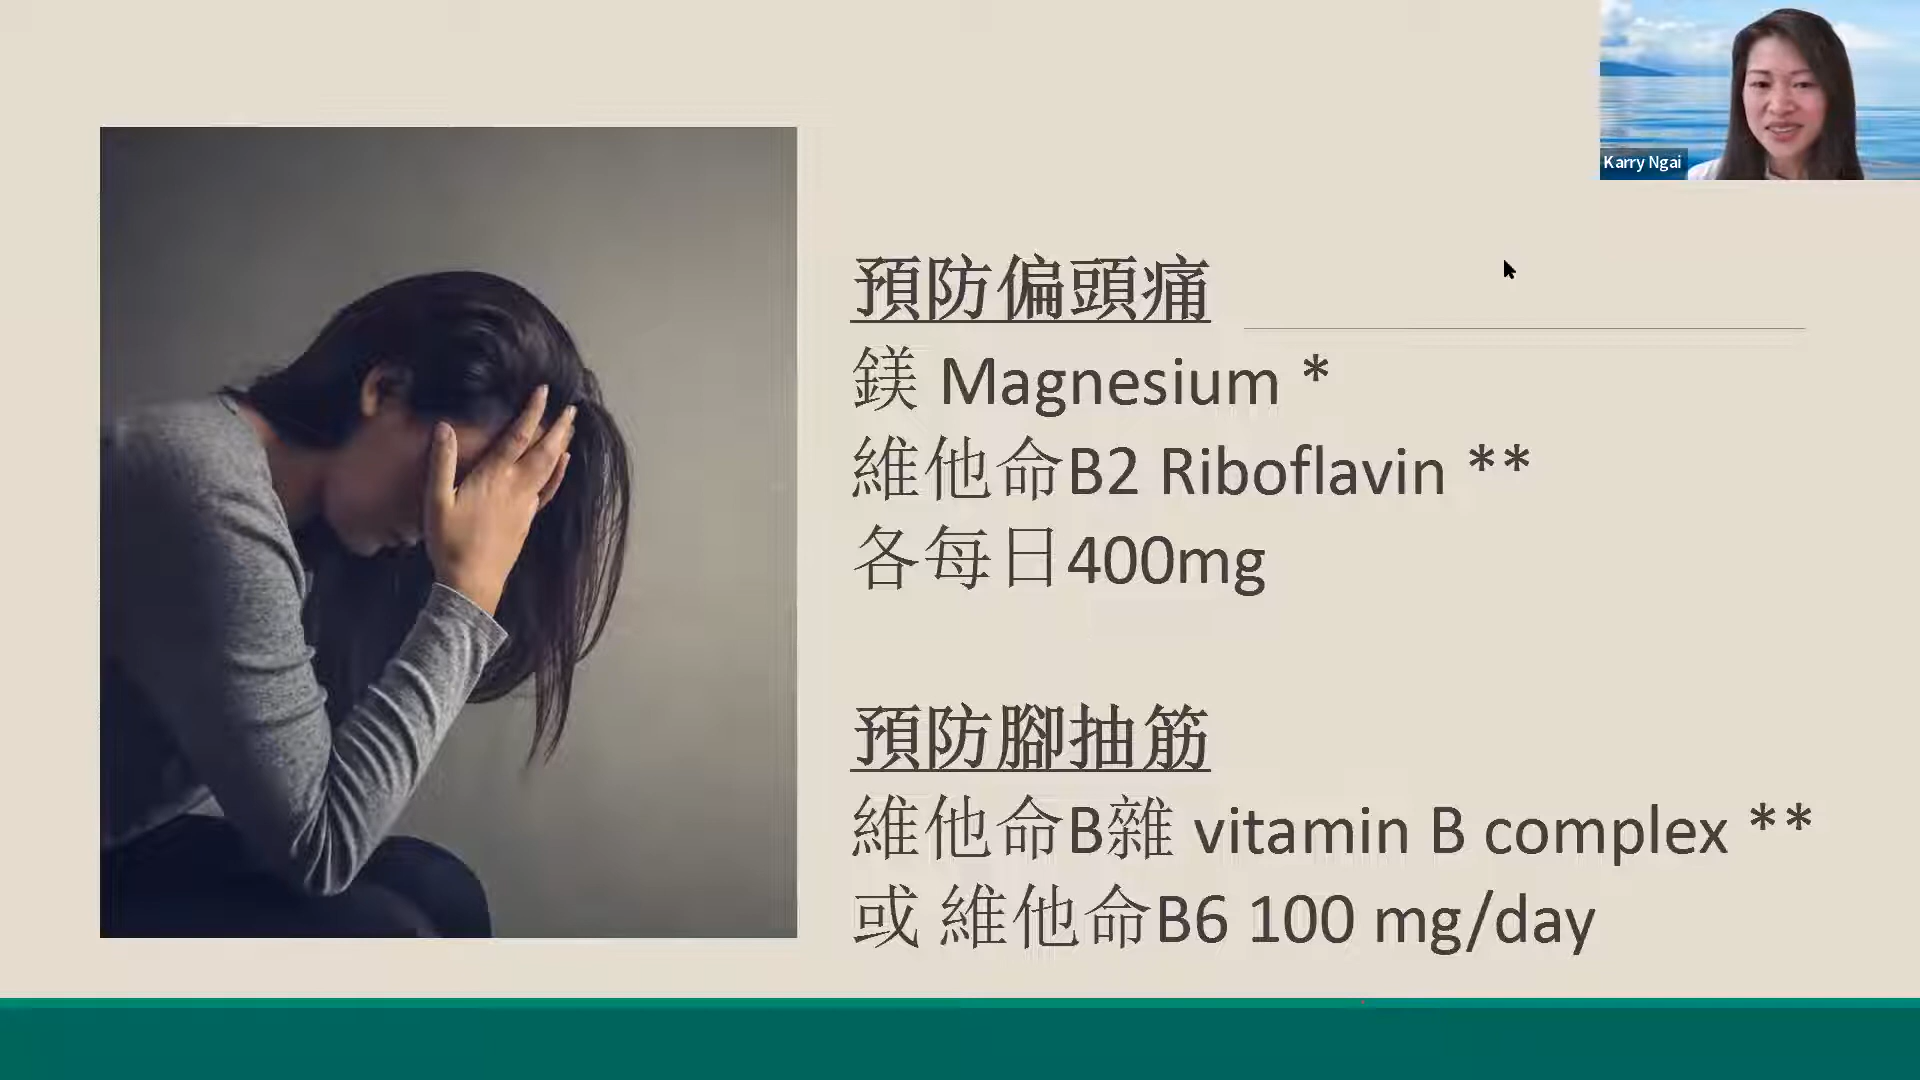 Karry Ngai
預防偏頭痛
鎂 Magnesium *
維他命B2 Riboflavin **
各每日400mg
預防腳抽筋
維他命B雜 vitamin B complex **
或 維他命B6 100 mg/day